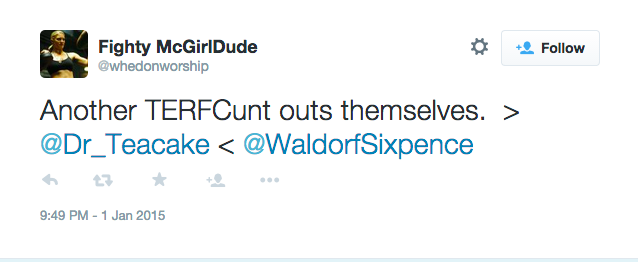 Fighty McGirlDude
@whedonworship
Follow
Another TERFCunt outs themselves. >
@Dr_Teacake < @WaldorfSixpence
9:49 PM - 1 Jan 2015